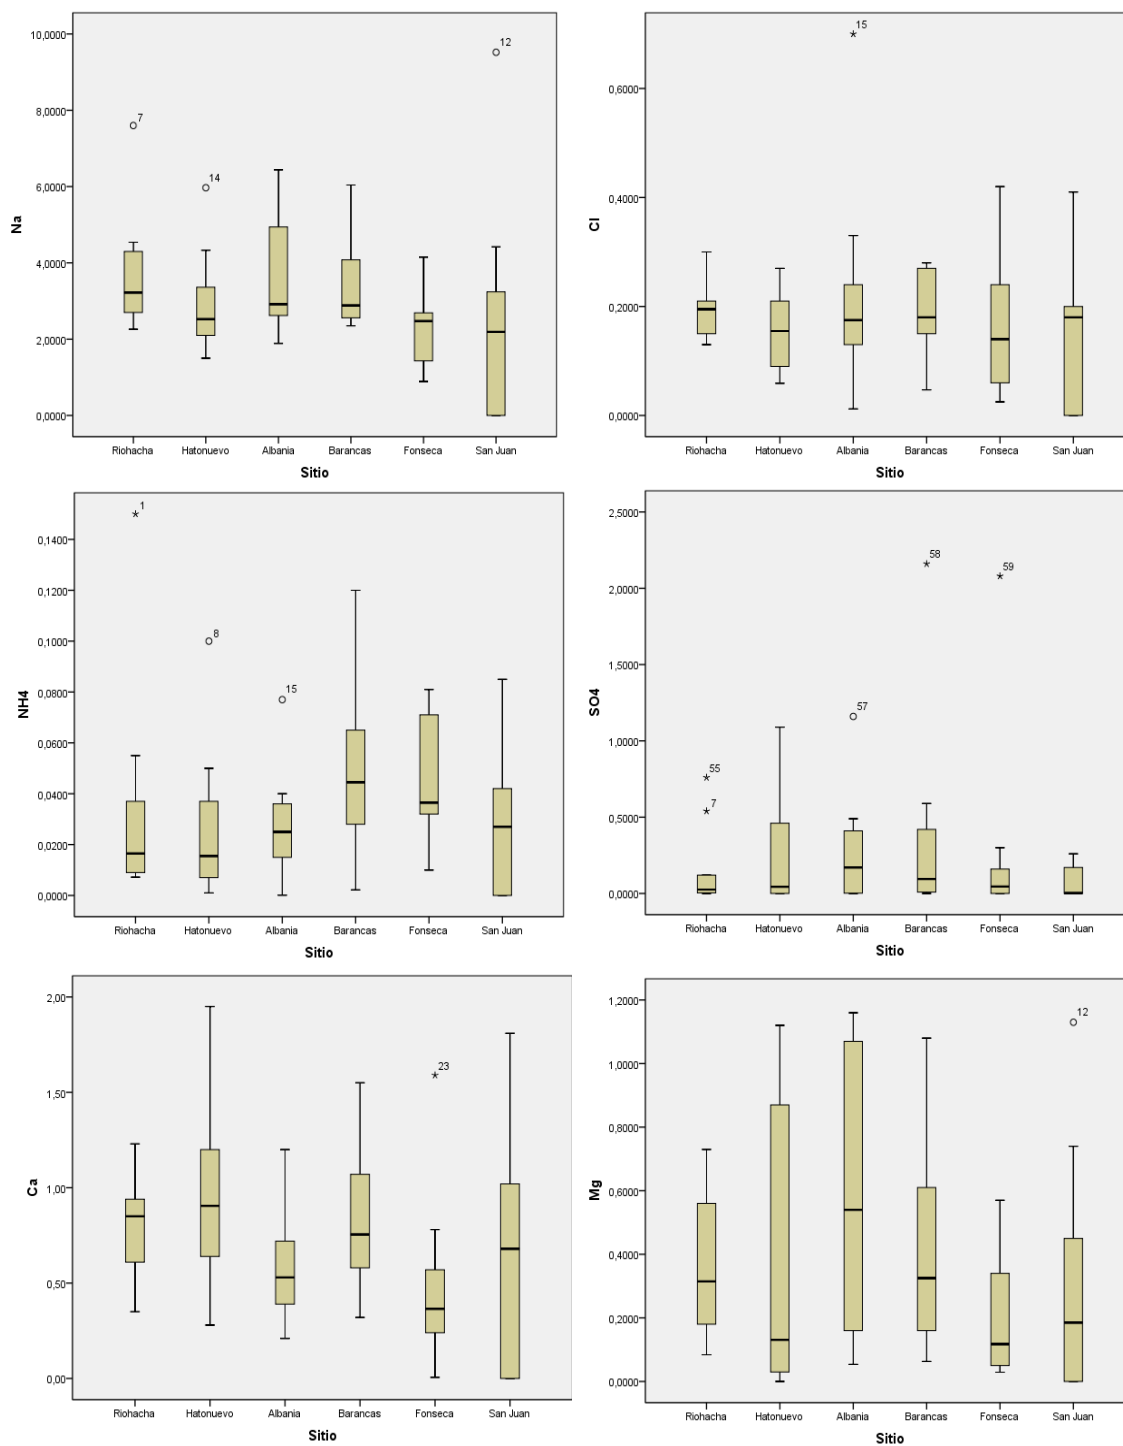 10,0000
8,0000
6,0000
4,0000
2,0000
0,0000
Na
7
14
12
Riohacha Hatonuevo Albania Barancas Fonseca San Juan
Sitio
0,6000
0,4000
0,2000
0,0000
Cl
15
Riohacha Hatonuevo Albania Barancas Fonseca San Juan
Sitio
0,1400
0,1200
0,1000
0,0800
0,0600
0,0400
0,0200
0,0000
NH4
1
8
15
Riohacha Hatonuevo Albania Barancas Fonseca San Juan
Sitio
2,5000
2,0000
1,5000
1,0000
0,5000
0,0000
SO4
55
7
57
58
59
Riohacha Hatonuevo Albania Barancas Fonseca San Juan
Sitio
2,00
1,50
1,00
0,50
0,00
Ca
23
Riohacha Hatonuevo Albania Barancas Fonseca San Juan
Sitio
1,2000
1,0000
0,8000
0,6000
0,4000
0,2000
0,0000
Mg
12
Riohacha Hatonuevo Albania Barancas Fonseca San Juan
Sitio